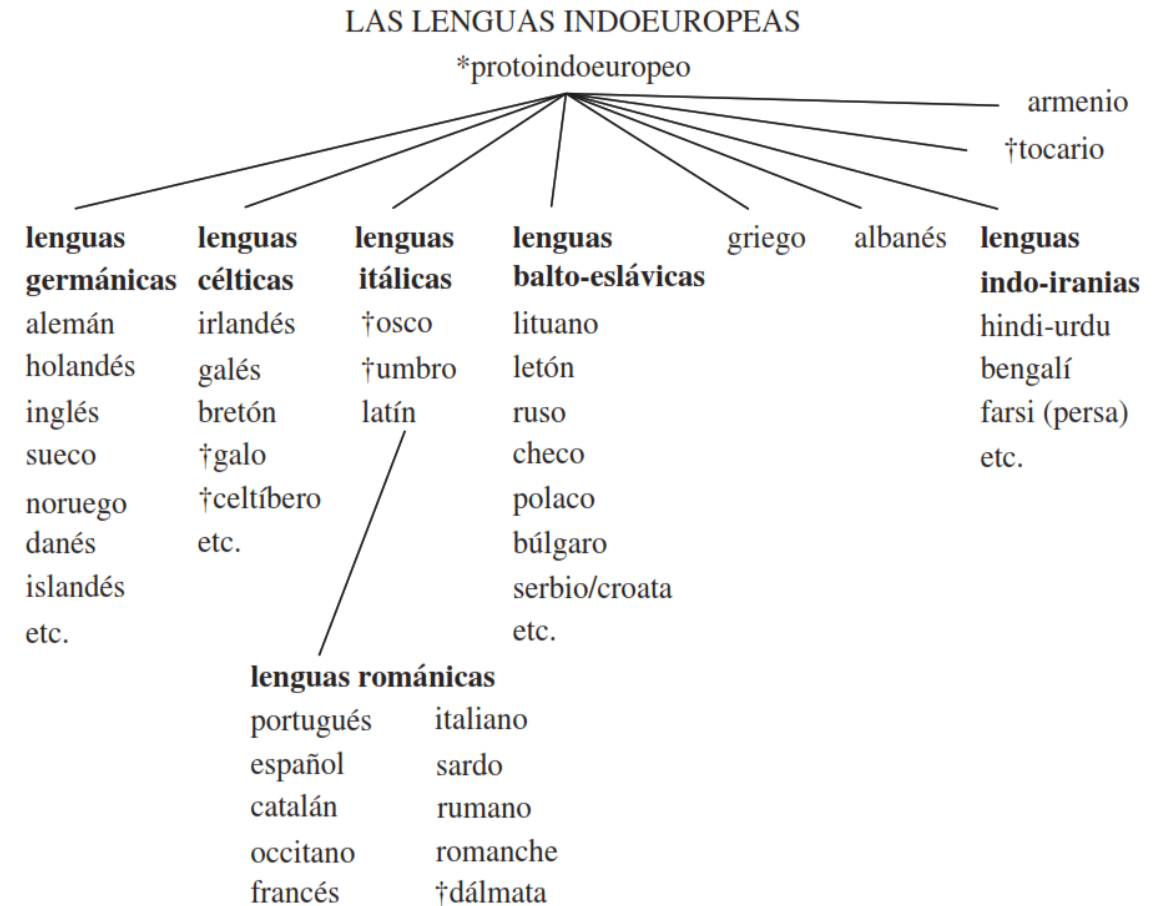 LAS LENGUAS INDOEUROPEAS
*protoindoeuropeo
armenio
†tocario
lenguas
germánicas
alemán
holandés
inglés
sueco
noruego
danés
islandés
etc.
lenguas
célticas
irlandés
galés
bretón
†galo
†celtíbero
etc.
lenguas
itálicas
†osco
†umbro
latín
lenguas
balto-eslávicas
lituano
letón
ruso
checo
polaco
búlgaro
serbio/croata
etc.
griego
albanés
lenguas
indo-iranias
hindi-urdu
bengalí
farsi (persa)
etc.
lenguas románicas
portugués
español
catalán
occitano
francés
italiano
sardo
rumano
romanche
†dálmata